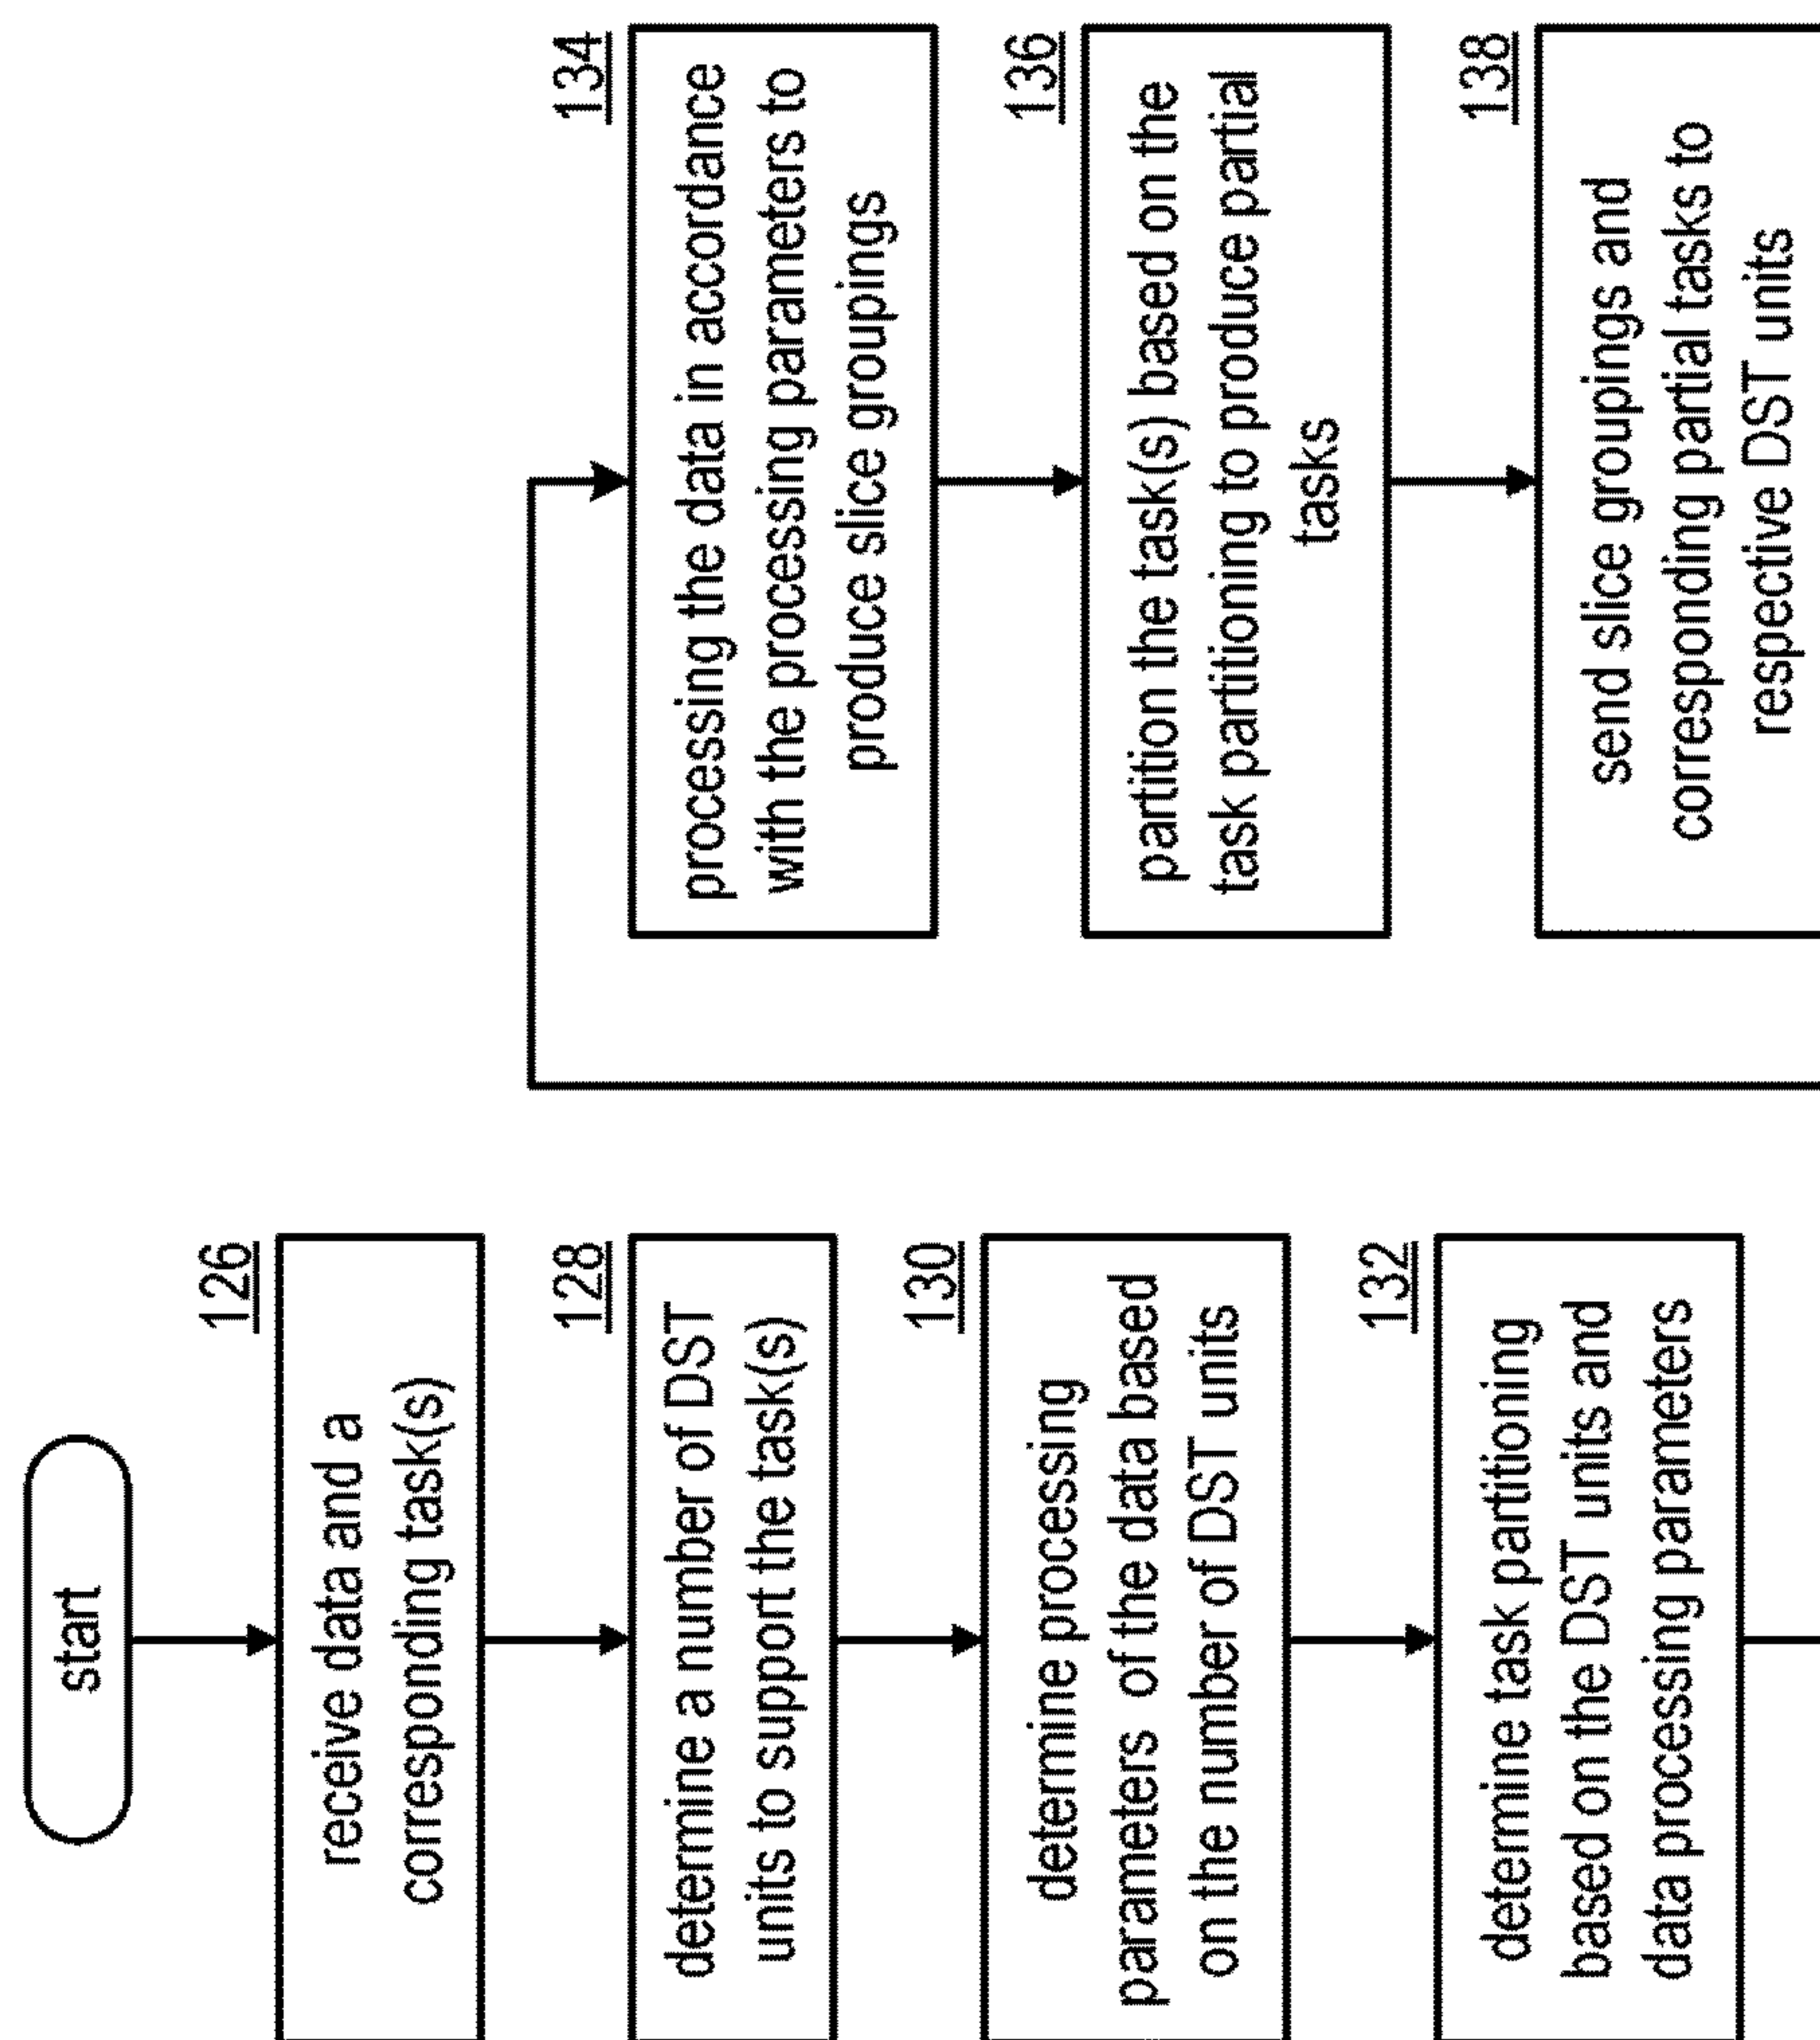 start
126
receive data and a
corresponding task(s)
128
determine a number of DST
units to support the task(s)
130
determine processing
parameters of the data based
on the number of DST units
132
determine task partitioning
based on the DST units and
data processing parameters
134
processing the data in accordance
with the processing parameters to
produce slice groupings
136
partition the task(s) based on the
task partitioning to produce partial
tasks
138
send slice groupings and
corresponding partial tasks to
respective DST units